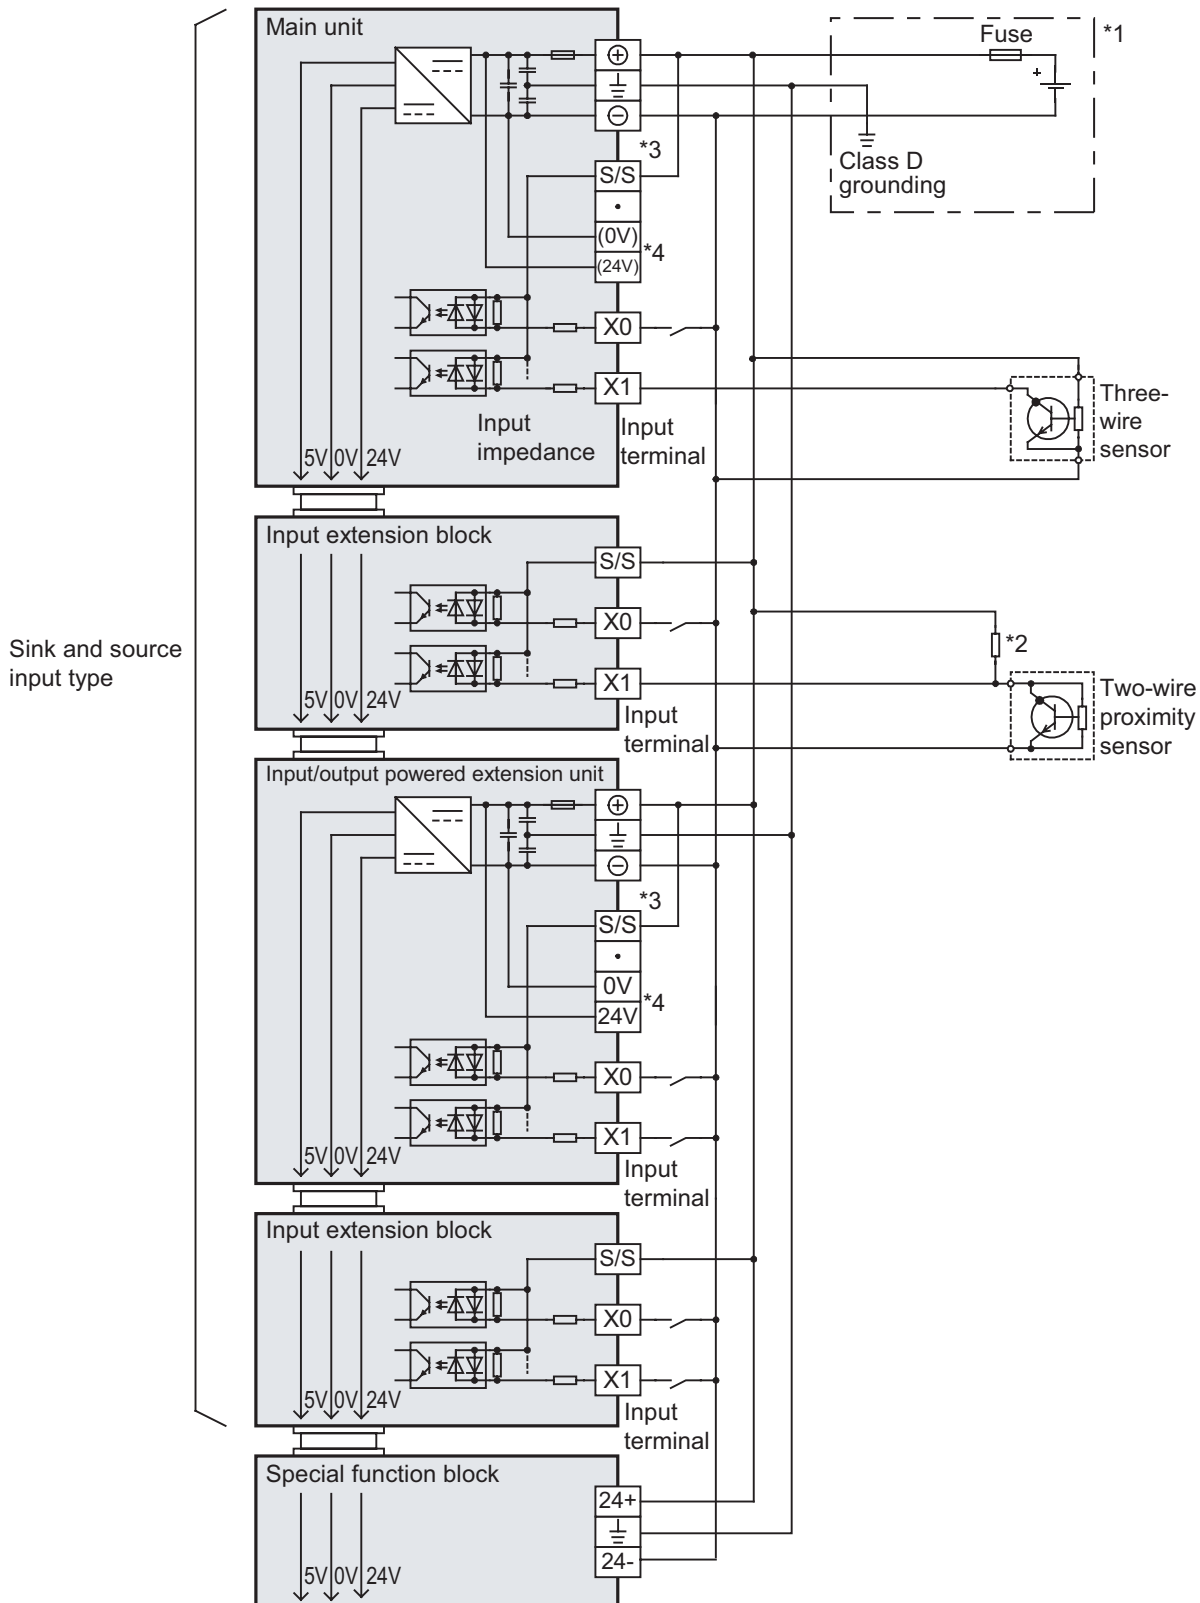 Main unit
Fuse
*1
+
Class D
grounding
*3
S/S
•
(0V)
*4
(24V)
X0
X1
Input
impedance
Input
terminal
5V 0V 24V
Three-
wire
sensor
Input extension block
S/S
X0
X1
*2
5V 0V 24V
Input
terminal
Two-wire
proximity
sensor
Sink and source
input type
Input/output powered extension unit
*3
S/S
•
0V
*4
24V
X0
X1
5V 0V 24V
Input
terminal
Input extension block
S/S
X0
X1
5V 0V 24V
Input
terminal
Special function block
24+
24-
5V 0V 24V